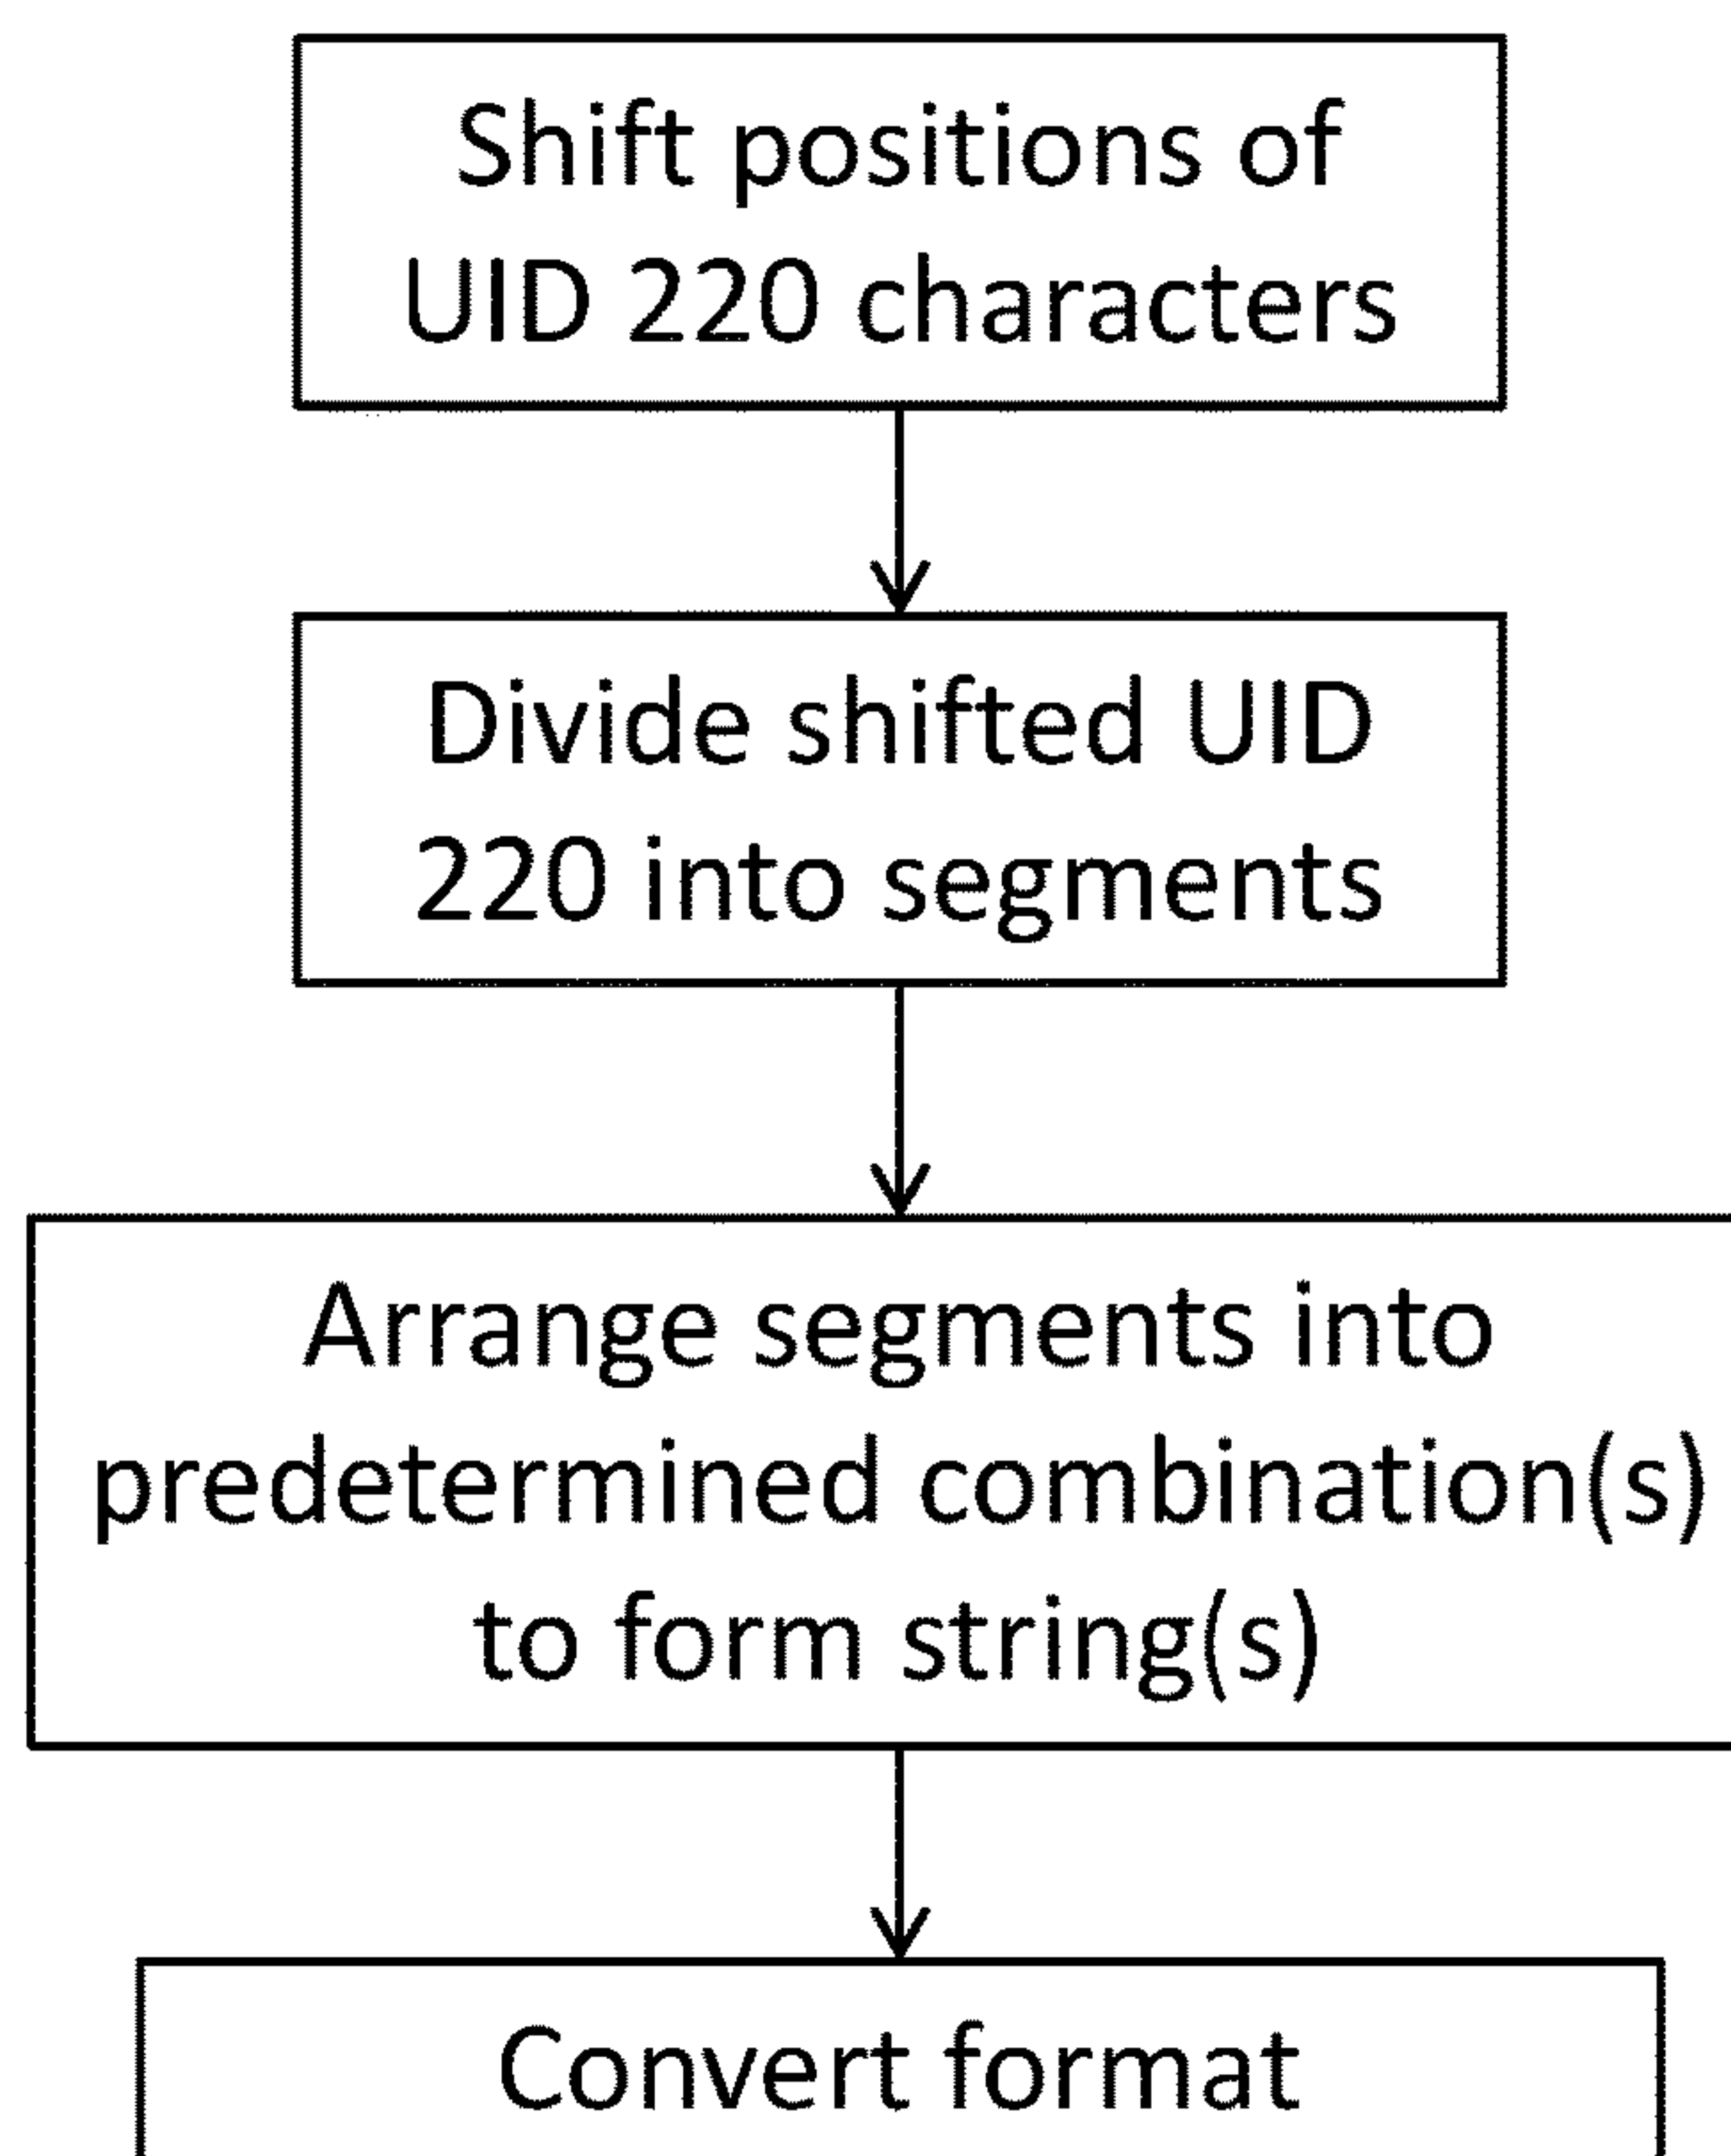 Shift positions of
UID 220 characters
Divide shifted UID
220 into segments
Arrange segments into
predetermined combination(s)
to form string(s)
Convert format